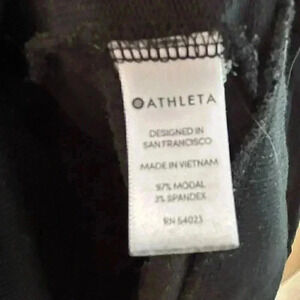 ATHLETA
DESIGNED IN
SAN FRANCISCO
MADE IN VIETNAM
97% MODAL
3% SPANDEX
RN 54023